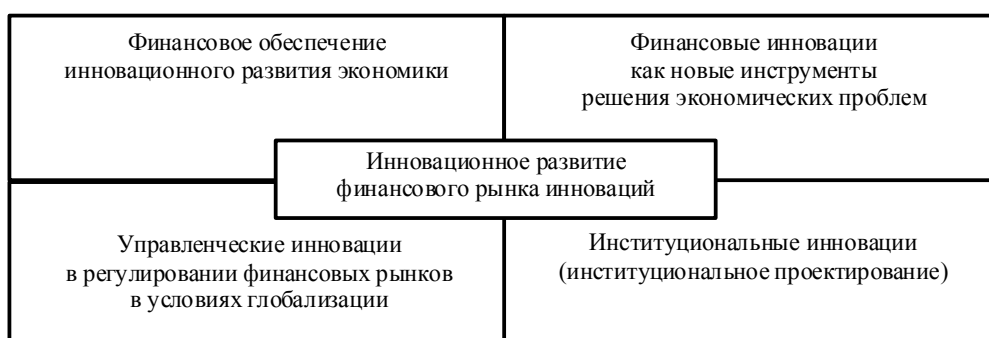 Финансовое обеспечение
инновационного развития экономики
Финансовые инновации
как новые инструменты
решения экономических проблем
Инновационное развитие
финансового рынка инноваций
Управленческие инновации
в регулировании финансовых рынков
в условиях глобализации
Институциональные инновации
(институциональное проектирование)